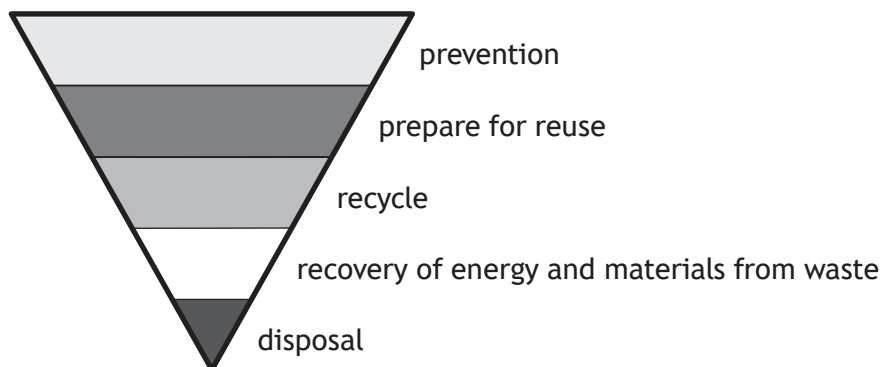 prevention
prepare for reuse
recycle
recovery of energy and materials from waste
disposal